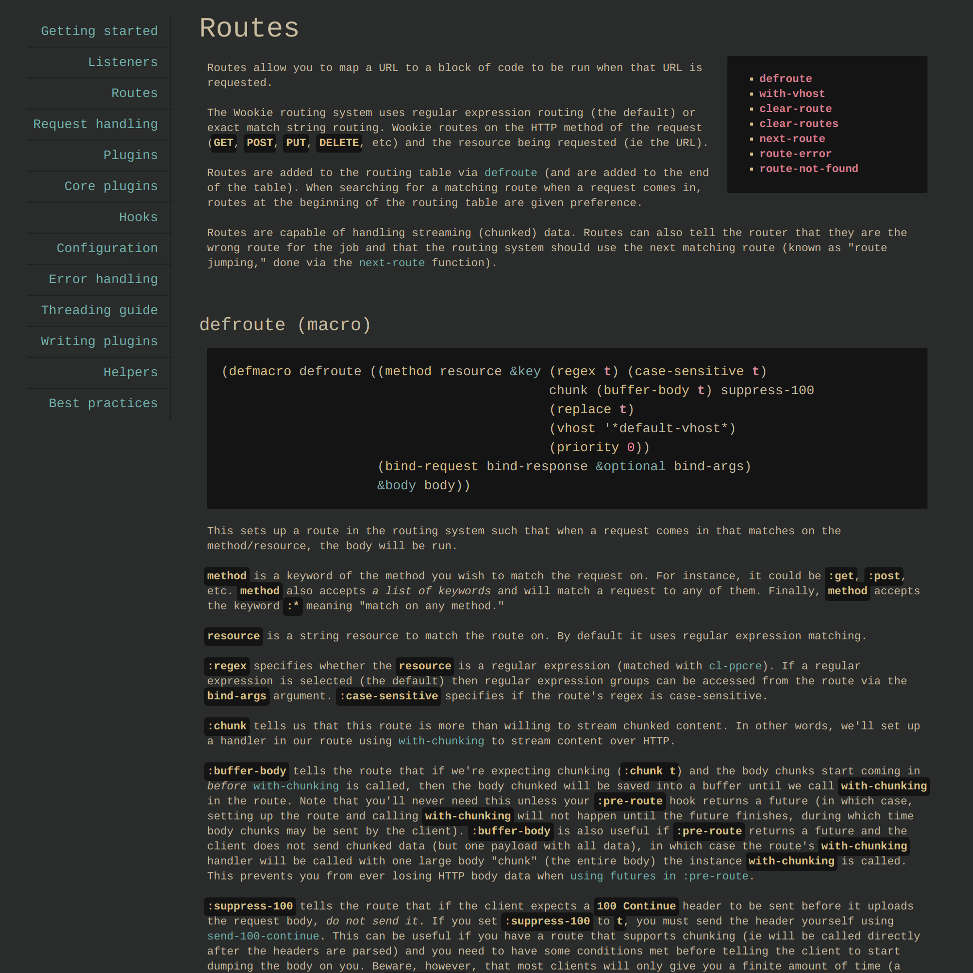 Getting started
Listeners
Routes
Request handling
Plugins
Core plugins
Hooks
Configuration
Error handling
Threading guide
Writing plugins
Helpers
Best practices
Routes
Routes allow you to map a URL to a block of code to be run when that URL is
requested.
The Wookie routing system uses regular expression routing (the default) or
exact match string routing. Wookie routes on the HTTP method of the request
(GET, POST, PUT, DELETE, etc) and the resource being requested (ie the URL).
Routes are added to the routing table via defroute (and are added to the end
of the table). When searching for a matching route when a request comes in,
routes at the beginning of the routing table are given preference.
Routes are capable of handling streaming (chunked) data. Routes can also tell the router that they are the
wrong route for the job and that the routing system should use the next matching route (known as "route
jumping," done via the next-route function).
defroute
with-vhost
clear-route
clear-routes
next-route
route-error
route-not-found
defroute (macro)
(defmacro defroute ((method resource &key (regex t) (case-sensitive t)
chunk (buffer-body t) suppress-100
(replace t)
(vhost '*default-vhost*)
(priority 0))
(bind-request bind-response &optional bind-args)
&body body))
This sets up a route in the routing system such that when a request comes in that matches on the
method/resource, the body will be run.
method is a keyword of the method you wish to match the request on. For instance, it could be :get, :post,
etc. method also accepts a list of keywords and will match a request to any of them. Finally, method accepts
the keyword :* meaning "match on any method."
resource is a string resource to match the route on. By default it uses regular expression matching.
:regex specifies whether the resource is a regular expression (matched with cl-ppcre). If a regular
expression is selected (the default) then regular expression groups can be accessed from the route via the
bind-args argument. :case-sensitive specifies if the route's regex is case-sensitive.
:chunk tells us that this route is more than willing to stream chunked content. In other words, we'll set up
a handler in our route using with-chunking to stream content over HTTP.
:buffer-body tells the route that if we're expecting chunking (:chunk t) and the body chunks start coming in
before with-chunking is called, then the body chunked will be saved into a buffer until we call with-chunking
in the route. Note that you'll never need this unless your :pre-route hook returns a future (in which case,
setting up the route and calling with-chunking will not happen until the future finishes, during which time
body chunks may be sent by the client). :buffer-body is also useful if :pre-route returns a future and the
client does not send chunked data (but one payload with all data), in which case the route's with-chunking
handler will be called with one large body "chunk" (the entire body) the instance with-chunking is called.
This prevents you from ever losing HTTP body data when using futures in :pre-route.
:suppress-100 tells the route that if the client expects a 100 Continue header to be sent before it uploads
the request body, do not send it. If you set :suppress-100 to t, you must send the header yourself using
send-100-continue. This can be useful if you have a route that supports chunking (ie will be called directly
after the headers are parsed) and you need to have some conditions met before telling the client to start
dumping the body on you. Beware, however, that most clients will only give you a finite amount of time (a